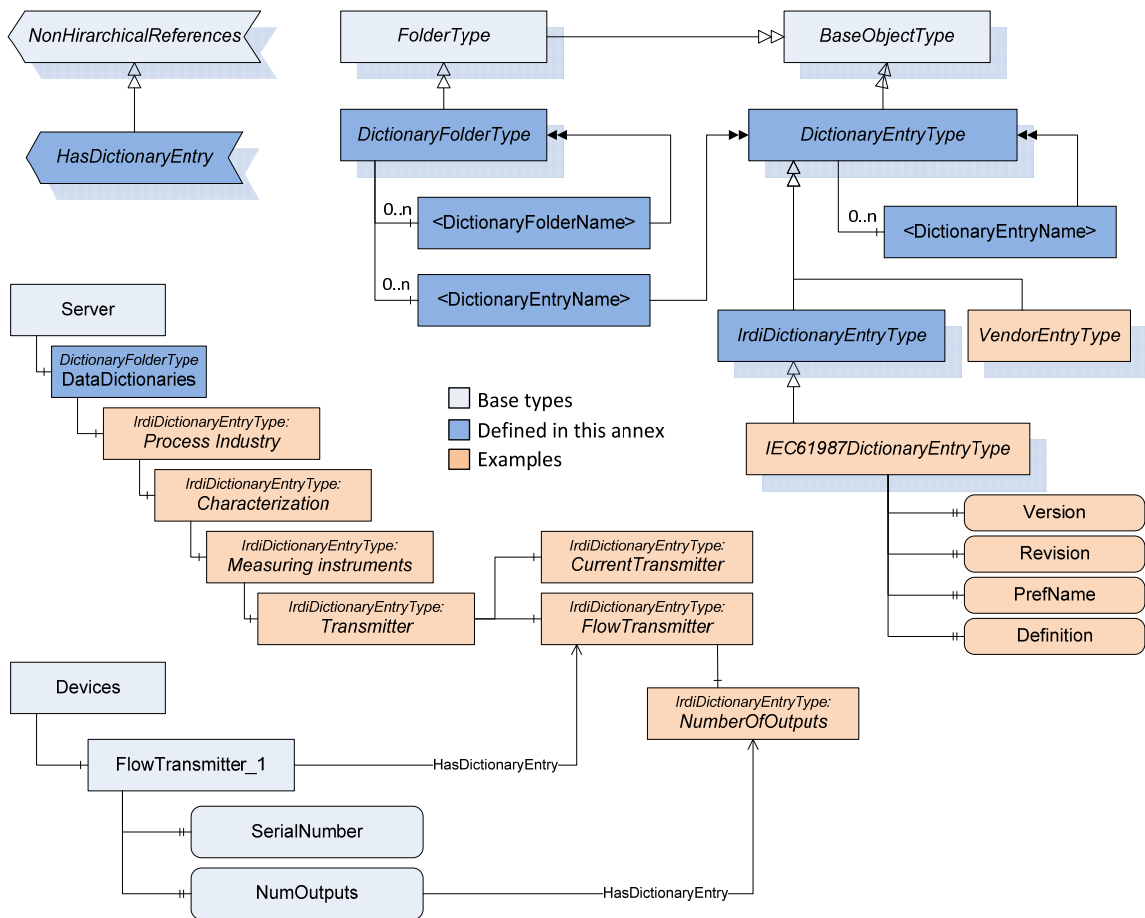 NonHirarchicalReferences
FolderType
BaseObjectType
HasDictionaryEntry
DictionaryFolderType
DictionaryEntryType
0..n
<DictionaryFolderName>
0..n
<DictionaryEntryName>
0..n
<DictionaryEntryName>
IrdiDictionaryEntryType
VendorEntryType
IEC61987DictionaryEntryType
Version
Revision
PrefName
Definition
Server
DictionaryFolderType
DataDictionaries
IrdiDictionaryEntryType:
Process Industry
IrdiDictionaryEntryType:
Characterization
IrdiDictionaryEntryType:
Measuring instruments
IrdiDictionaryEntryType:
Transmitter
IrdiDictionaryEntryType:
CurrentTransmitter
IrdiDictionaryEntryType:
FlowTransmitter
IrdiDictionaryEntryType:
NumberOfOutputs
Base types
Defined in this annex
Examples
Devices
FlowTransmitter_1
HasDictionaryEntry
SerialNumber
NumOutputs
HasDictionaryEntry